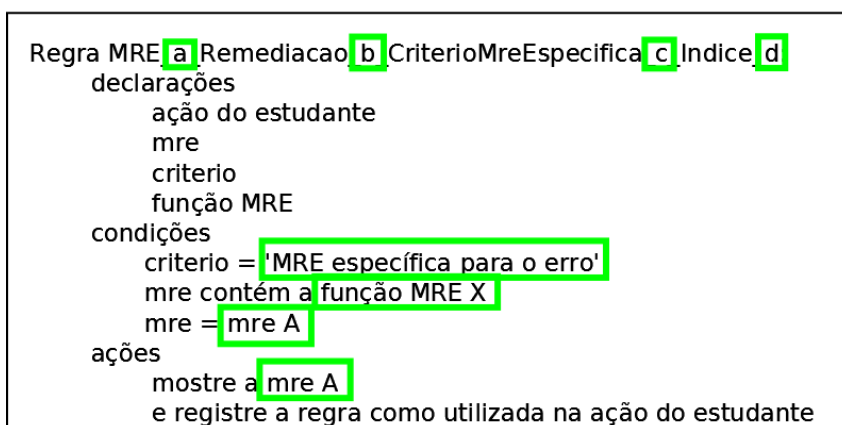 Regra MRE_a_Remediacao_b_CriterioMreEspecifica_c_Indice_d
declarações
ação do estudante
mre
criterio
função MRE
condições
criterio = 'MRE específica para o erro'
mre contém a função MRE X
mre = mre A
ações
mostre a mre A
e registre a regra como utilizada na ação do estudante